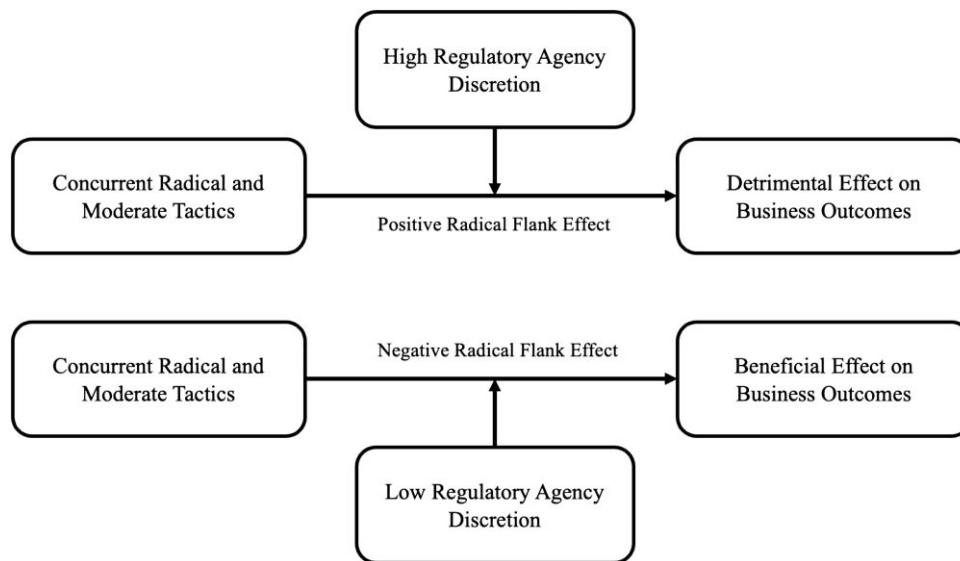 High Regulatory Agency
Discretion
Concurrent Radical and
Moderate Tactics
Positive Radical Flank Effect
Detrimental Effect on
Business Outcomes
Concurrent Radical and
Moderate Tactics
Negative Radical Flank Effect
Beneficial Effect on
Business Outcomes
Low Regulatory Agency
Discretion